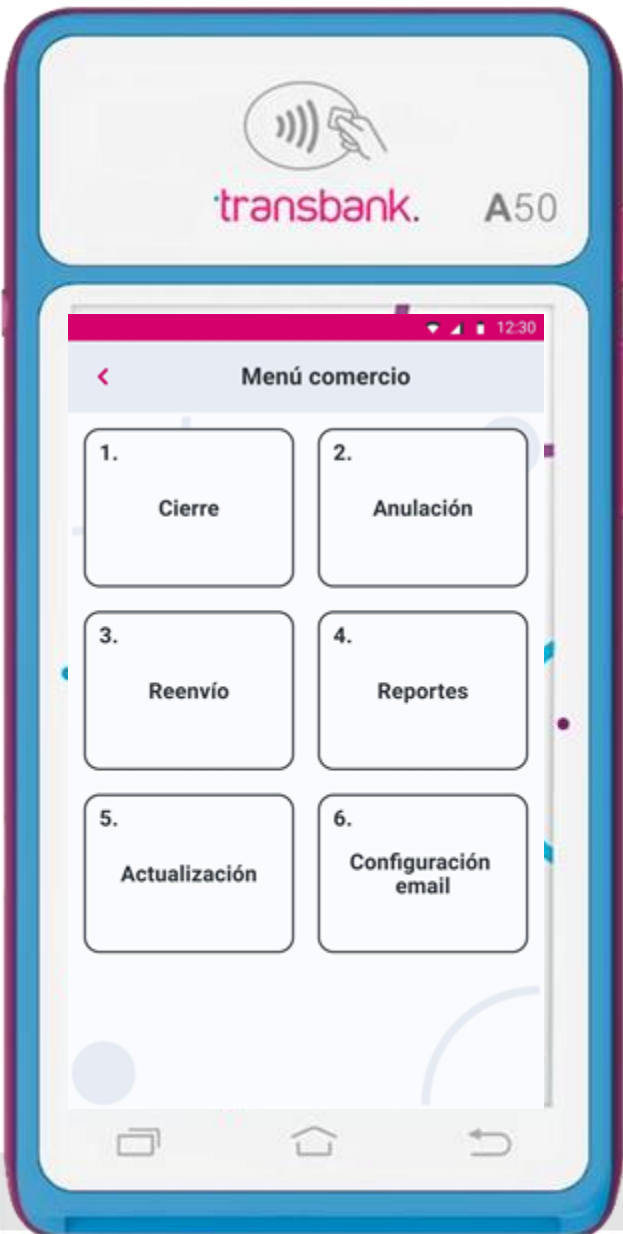 transbank.
A50
12:30
Menú comercio
1.
Cierre
2.
Anulación
3.
Reenvío
4.
Reportes
5.
Actualización
6.
Configuración
email